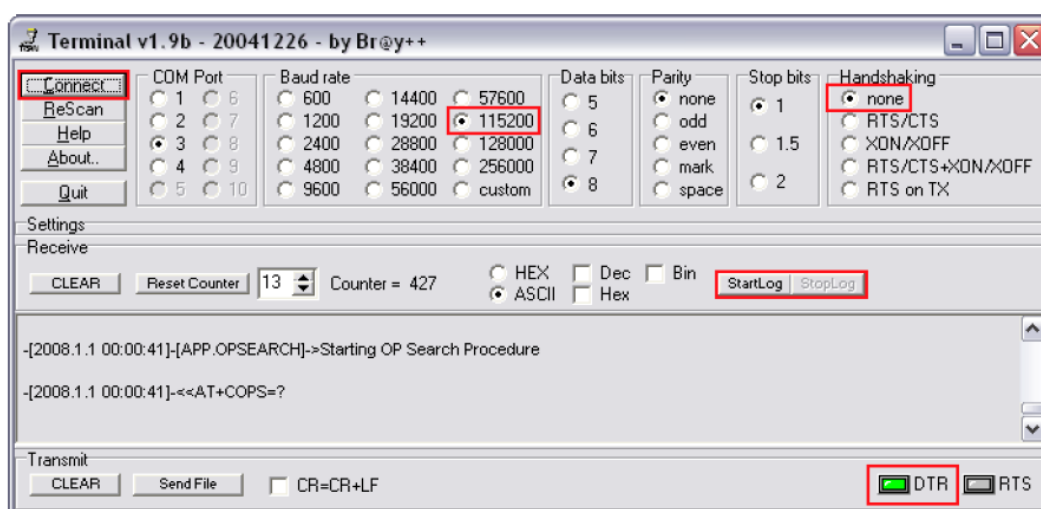 Terminal v1.9b - 20041226 - by Br@y++
Connect
ReScan
Help
About..
Quit
COM Port
1 6
2 7
3 8
4 9
5 10
Baud rate
600 14400 57600
1200 19200 115200
2400 28800 128000
4800 38400 256000
9600 56000 custom
Data bits
5
6
7
8
Parity
none
odd
even
mark
space
Stop bits
1
1.5
2
Handshaking
none
RTS/CTS
XON/XOFF
RTS/CTS+XON/XOFF
RTS on TX
Settings
Receive
CLEAR Reset Counter 13 Counter = 427 HEX Dec Bin StartLog StopLog
ASCII Hex
-[2008.1.1 00:00:41]-[APP.OPSEARCH]->Starting OP Search Procedure
-[2008.1.1 00:00:41]-<<AT+COPS=?
Transmit
CLEAR Send File CR=CR+LF DTR RTS